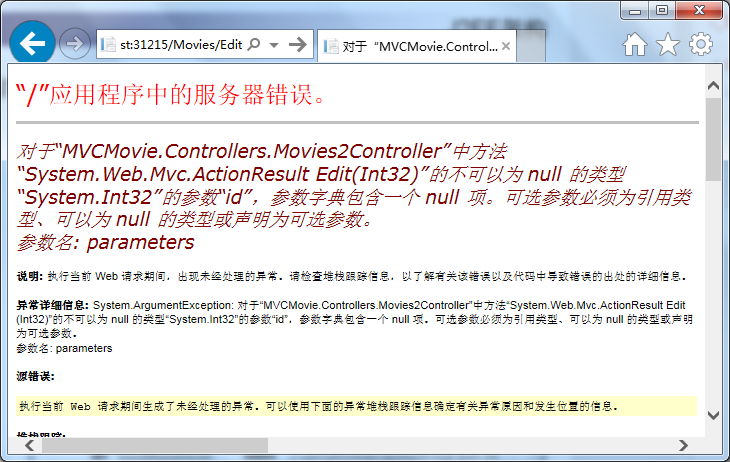 st:31215/Movies/Edit
对于“MVCMovie.Control...
“/”应用程序中的服务器错误。
对于“MVCMovie.Controllers.Movies2Controller”中方法
“System.Web.Mvc.ActionResult Edit(Int32)”的不可以为 null 的类型
“System.Int32”的参数“id”，参数字典包含一个 null 项。可选参数必须为引用类
型、可以为 null 的类型或声明为可选参数。
参数名: parameters
说明: 执行当前 Web 请求期间，出现未经处理的异常。请检查堆栈跟踪信息，以了解有关该错误以及代码中导致错误的出处的详细信息。
异常详细信息: System.ArgumentException: 对于“MVCMovie.Controllers.Movies2Controller”中方法“System.Web.Mvc.ActionResult Edit
(Int32)”的不可以为 null 的类型“System.Int32”的参数“id”，参数字典包含一个 null 项。可选参数必须为引用类型、可以为 null 的类型或声明
为可选参数。
参数名: parameters
源错误:
执行当前 Web 请求期间生成了未经处理的异常。可以使用下面的异常堆栈跟踪信息确定有关异常原因和发生位置的信息。
堆栈跟踪: